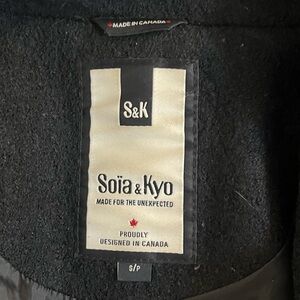 MADE IN CANADA
S&K
Soïa & Kyo
MADE FOR THE UNEXPECTED
PROUDLY
DESIGNED IN CANADA
S/P